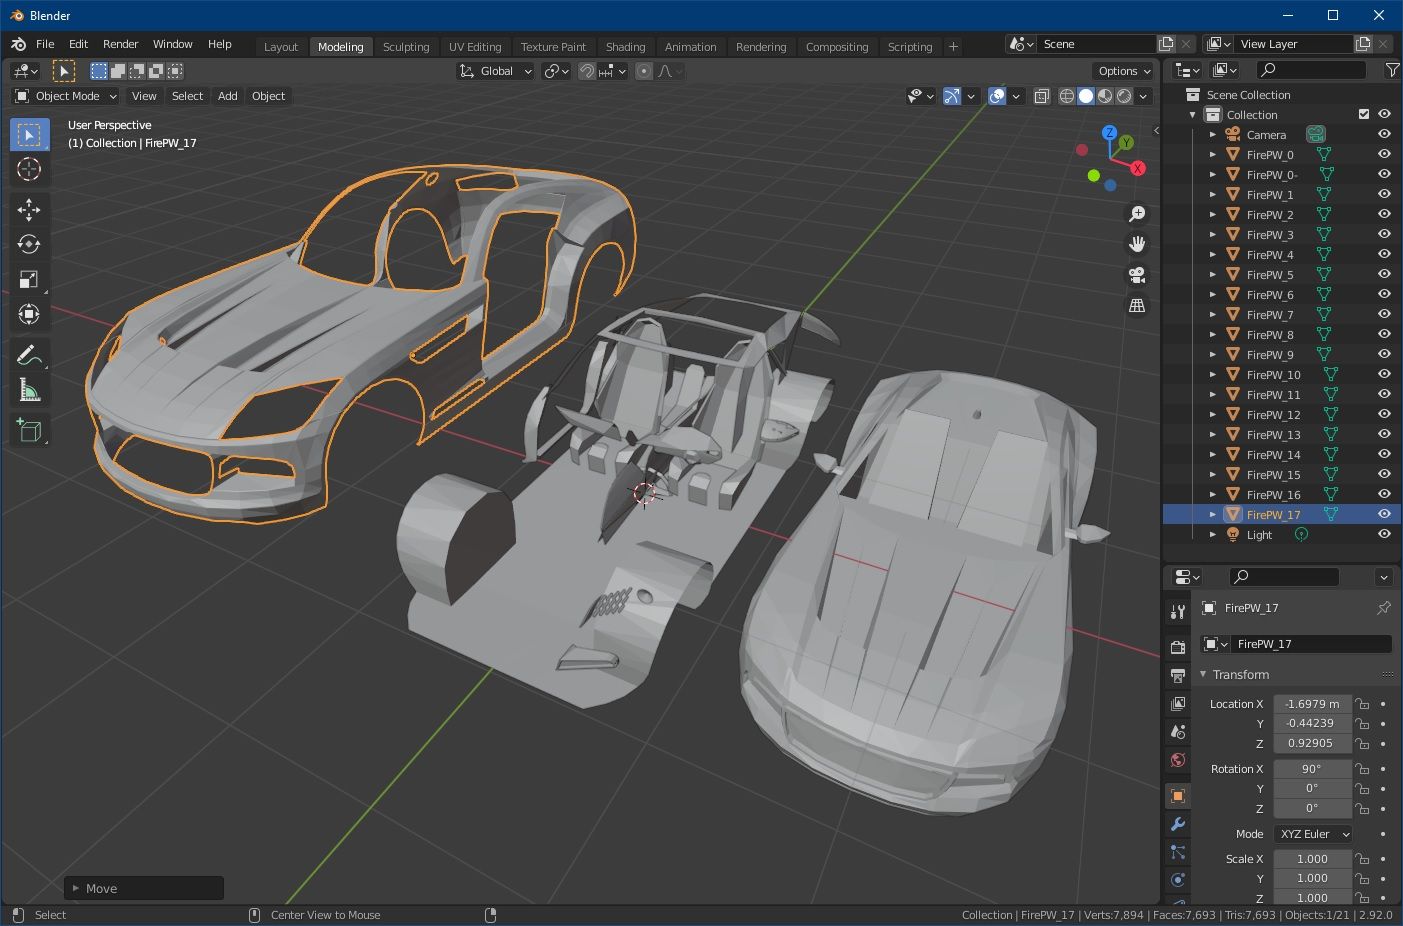 Blender
File Edit Render Window Help Layout Modeling Sculpting UV Editing Texture Paint Shading Animation Rendering Compositing Scripting + Scene View Layer
Global Options
Object Mode View Select Add Object
User Perspective
(1) Collection | FirePW_17
Z
Y
X
Scene Collection
Collection
Camera
FirePW_0
FirePW_0-
FirePW_1
FirePW_2
FirePW_3
FirePW_4
FirePW_5
FirePW_6
FirePW_7
FirePW_8
FirePW_9
FirePW_10
FirePW_11
FirePW_12
FirePW_13
FirePW_14
FirePW_15
FirePW_16
FirePW_17
Light
FirePW_17
FirePW_17
Transform
Location X -1.6979 m
Y -0.44239
Z 0.92905
Rotation X 90°
Y 0°
Z 0°
Mode XYZ Euler
Scale X 1.000
Y 1.000
Z 1.000
Move
Select Center View to Mouse Collection | FirePW_17 | Verts:7,894 | Faces:7,693 | Tris:7,693 | Objects:1/21 | 2.92.0